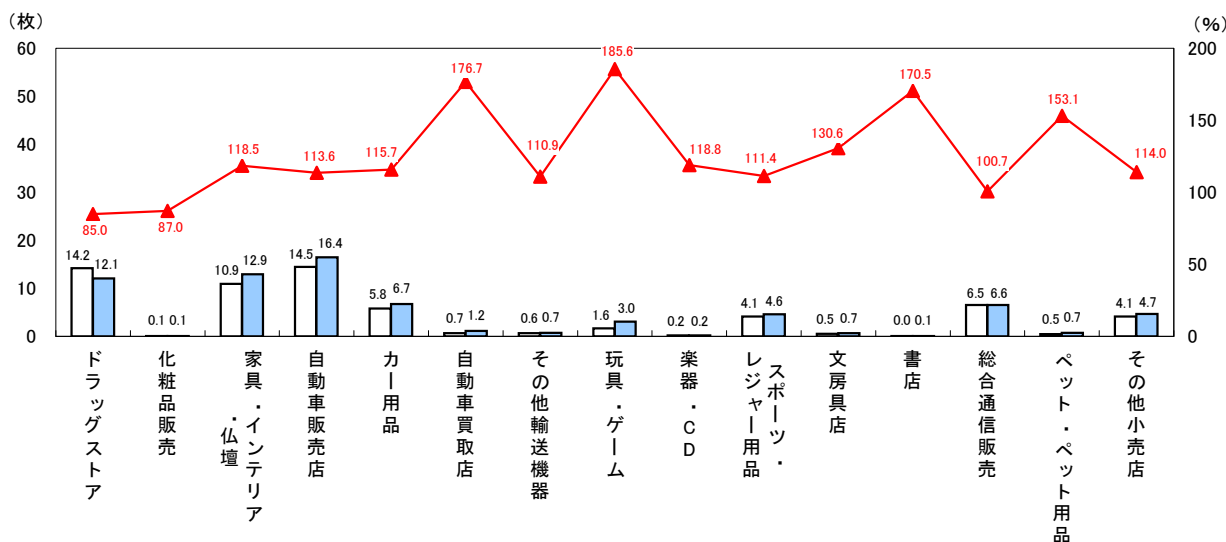 （枚）
（％）
60
50
40
30
20
10
0
200
150
100
50
0
85.0
87.0
118.5
113.6
115.7
176.7
110.9
185.6
118.8
111.4
130.6
170.5
100.7
153.1
114.0
14.2 12.1
0.1 0.1
10.9 12.9
14.5 16.4
5.8 6.7
0.7 1.2
0.6 0.7
1.6 3.0
0.2 0.2
4.1 4.6
0.5 0.7
0.0 0.1
6.5 6.6
0.5 0.7
4.1 4.7
ドラッグストア
化粧品販売
家具・インテリア
・仏壇
自動車販売店
カー用品
自動車買取店
その他輸送機器
玩具・ゲーム
楽器・CD
スポーツ・
レジャー用品
文房具店
書店
総合通信販売
ペット・ペット用品
その他小売店